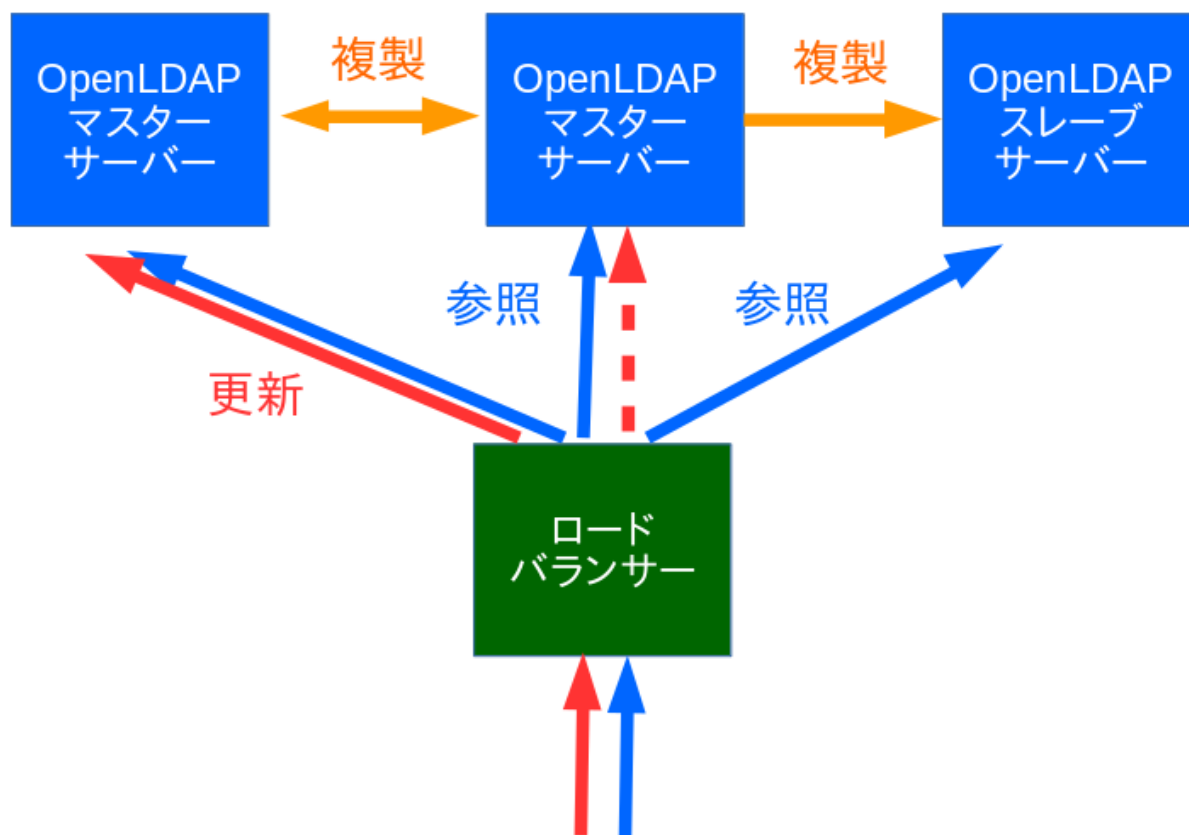 複製
複製
OpenLDAP
マスター
サーバー
OpenLDAP
マスター
サーバー
OpenLDAP
スレーブ
サーバー
参照
参照
更新
ロード
バランサー